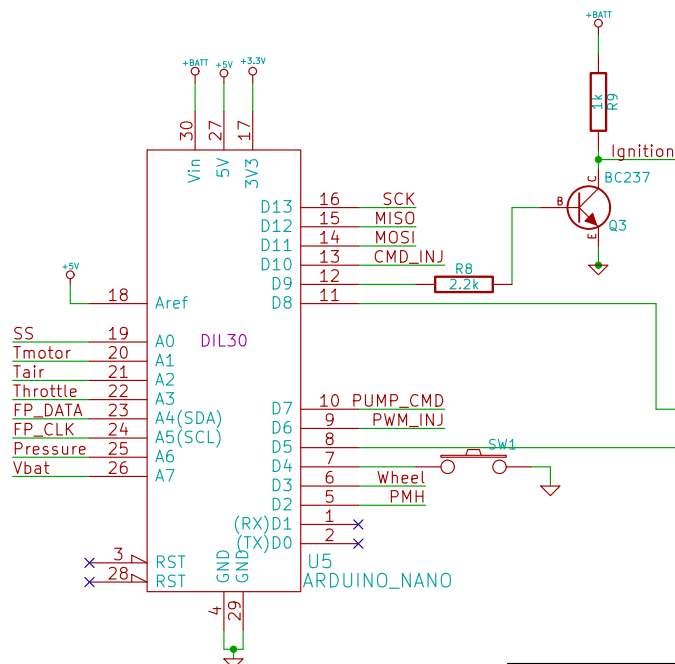 +BATT
+BATT
+5V
+3.3V
30
27
17
Vin
5V
3V3
1k
R9
Ignition
C
BC237
B
Q3
E
D13 16 SCK
D12 15 MISO
D11 14 MOSI
D10 13 CMD_INJ
D9 12
R8
2.2k
D8 11
+5V
18 Aref
SS 19 A0
DIL30
Tmotor 20 A1
Tair 21 A2
Throttle 22 A3
FP_DATA 23 A4(SDA)
FP_CLK 24 A5(SCL)
Pressure 25 A6
Vbat 26 A7
D7 10 PUMP_CMD
D6 9 PWM_INJ
D5 8
SW1
D4 7
D3 6 Wheel
D2 5 PMH
(RX)D1 1
(TX)D0 2
3 RST
28 RST
GND
GND
U5
ARDUINO_NANO
4
29